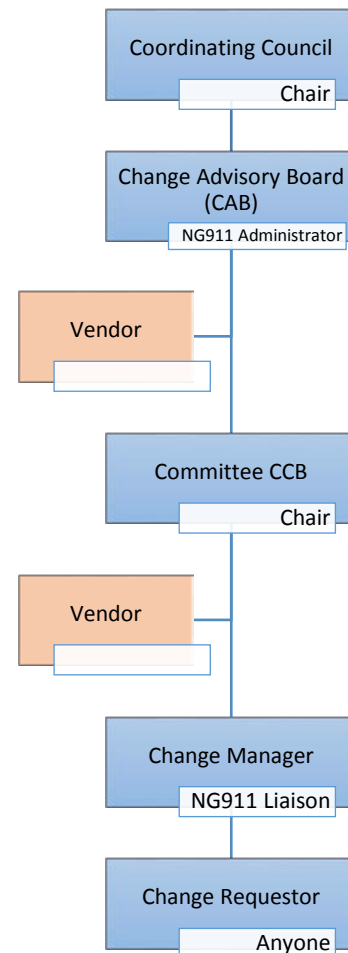 Coordinating Council
Chair
Change Advisory Board
(CAB)
NG911 Administrator
Vendor
Committee CCB
Chair
Vendor
Change Manager
NG911 Liaison
Change Requestor
Anyone